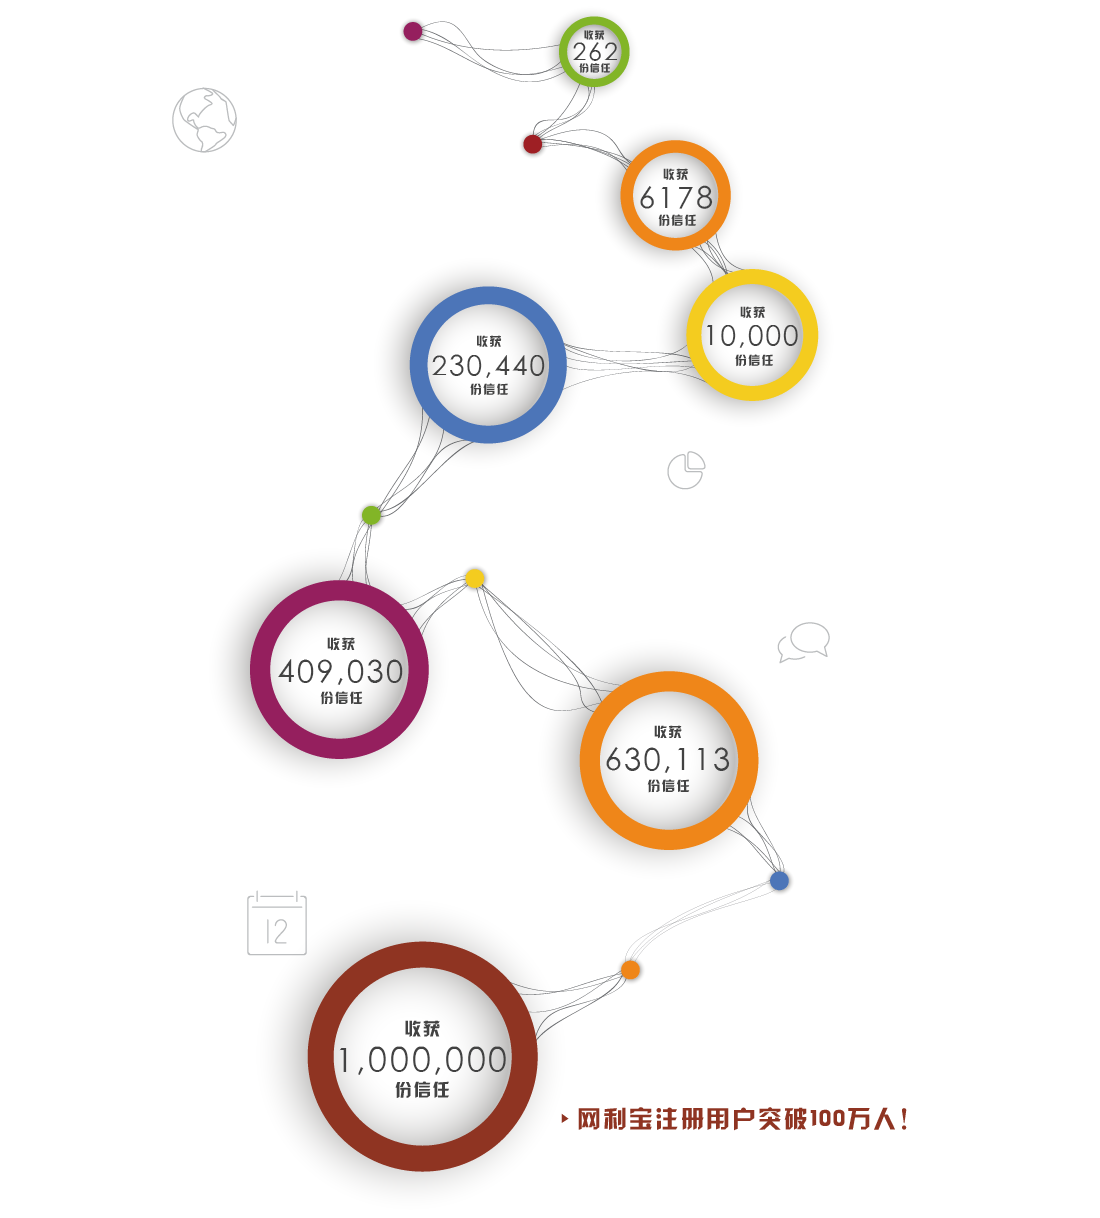 收获
262
份信任
收获
6178
份信任
收获
10,000
份信任
收获
230,440
份信任
收获
409,030
份信任
收获
630,113
份信任
12
收获
1,000,000
份信任
网利宝注册用户突破100万人!